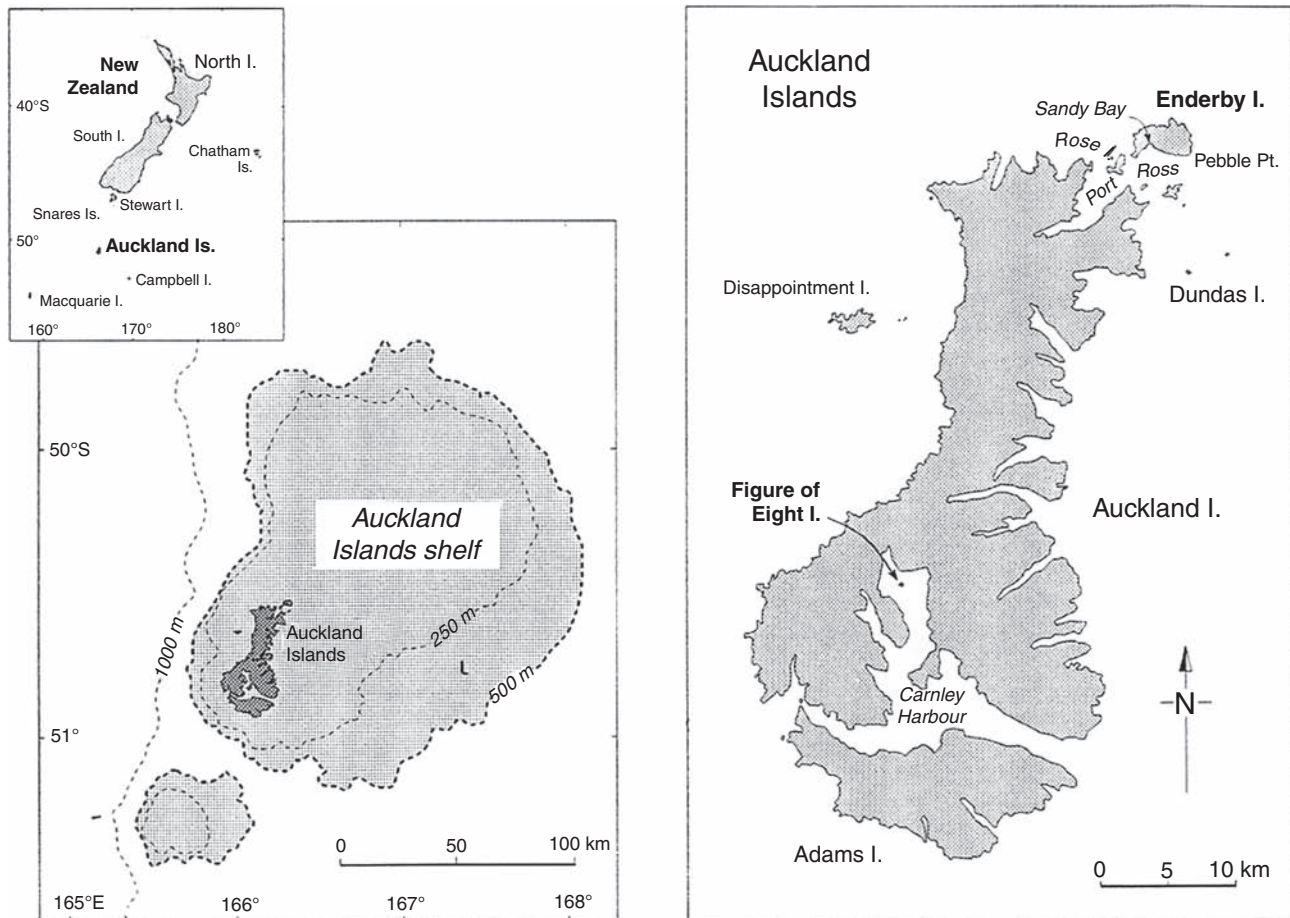 New
Zealand
North I.
40°S
South I.
Chatham
Is.
Stewart I.
Snares Is.
50°
Auckland Is.
Campbell I.
Macquarie I.
160°
170°
180°
50°S
Auckland
Islands shelf
1000 m
Auckland
Islands
250 m
500 m
51°
0
50
100 km
165°E
166°
167°
168°
Auckland
Islands
Enderby I.
Sandy Bay
Rose I.
Pebble Pt.
Port Ross
Disappointment I.
Dundas I.
Figure of
Eight I.
Auckland I.
Carnley
Harbour
N
Adams I.
0
5
10 km